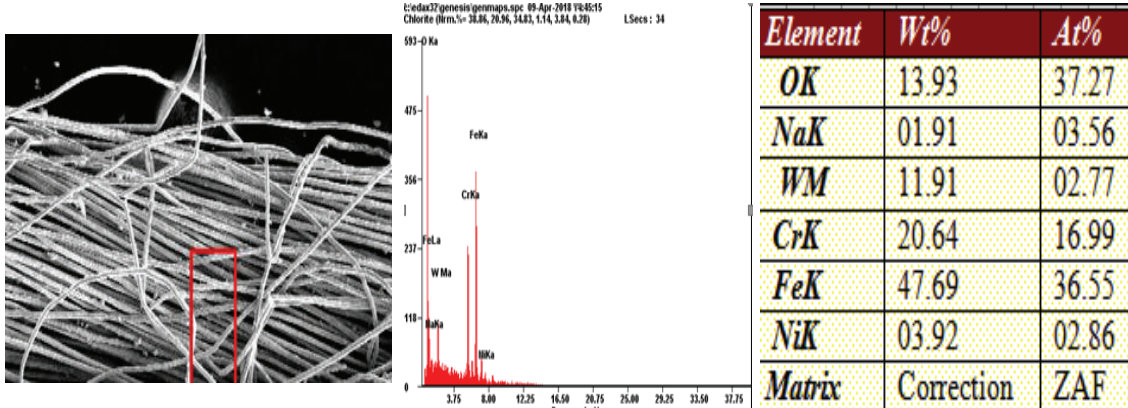 c:\edax32\genesis\genmaps.spc 09-Apr-2018
Chlorite (Nrm.%= 38.86, 20.96, 34.83, 1.14, 3.84, 0.28) LSecs : 34
593 O Ka
475
FeKa
356
CrKa
237
FeLa
W Ma
118
NaKa
NiKa
0
3.75 8.00 12.25 16.50 20.75 25.00 29.25 33.50 37.75
Element Wt% At%
OK 13.93 37.27
NaK 01.91 03.56
WM 11.91 02.77
CrK 20.64 16.99
FeK 47.69 36.55
NiK 03.92 02.86
Matrix Correction ZAF